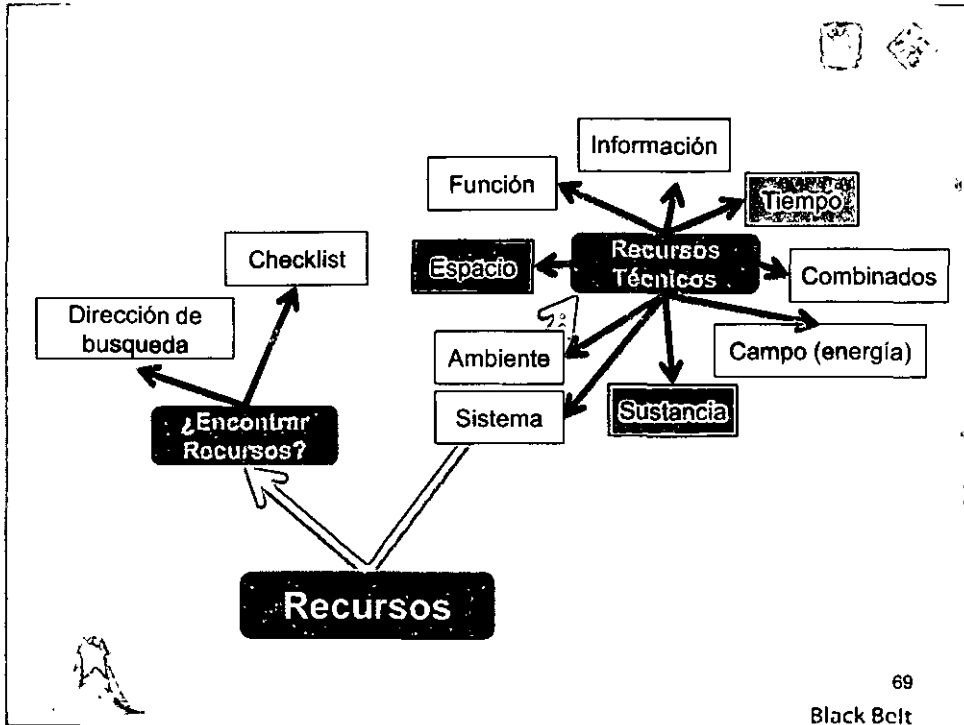 Información
Función
Tiempo
Checklist
Espacio
Recursos
Técnicos
Combinados
Dirección de
busqueda
Ambiente
Campo (energía)
Sistema
Sustancia
¿Encontrar
Recursos?
Recursos
69
Black Belt